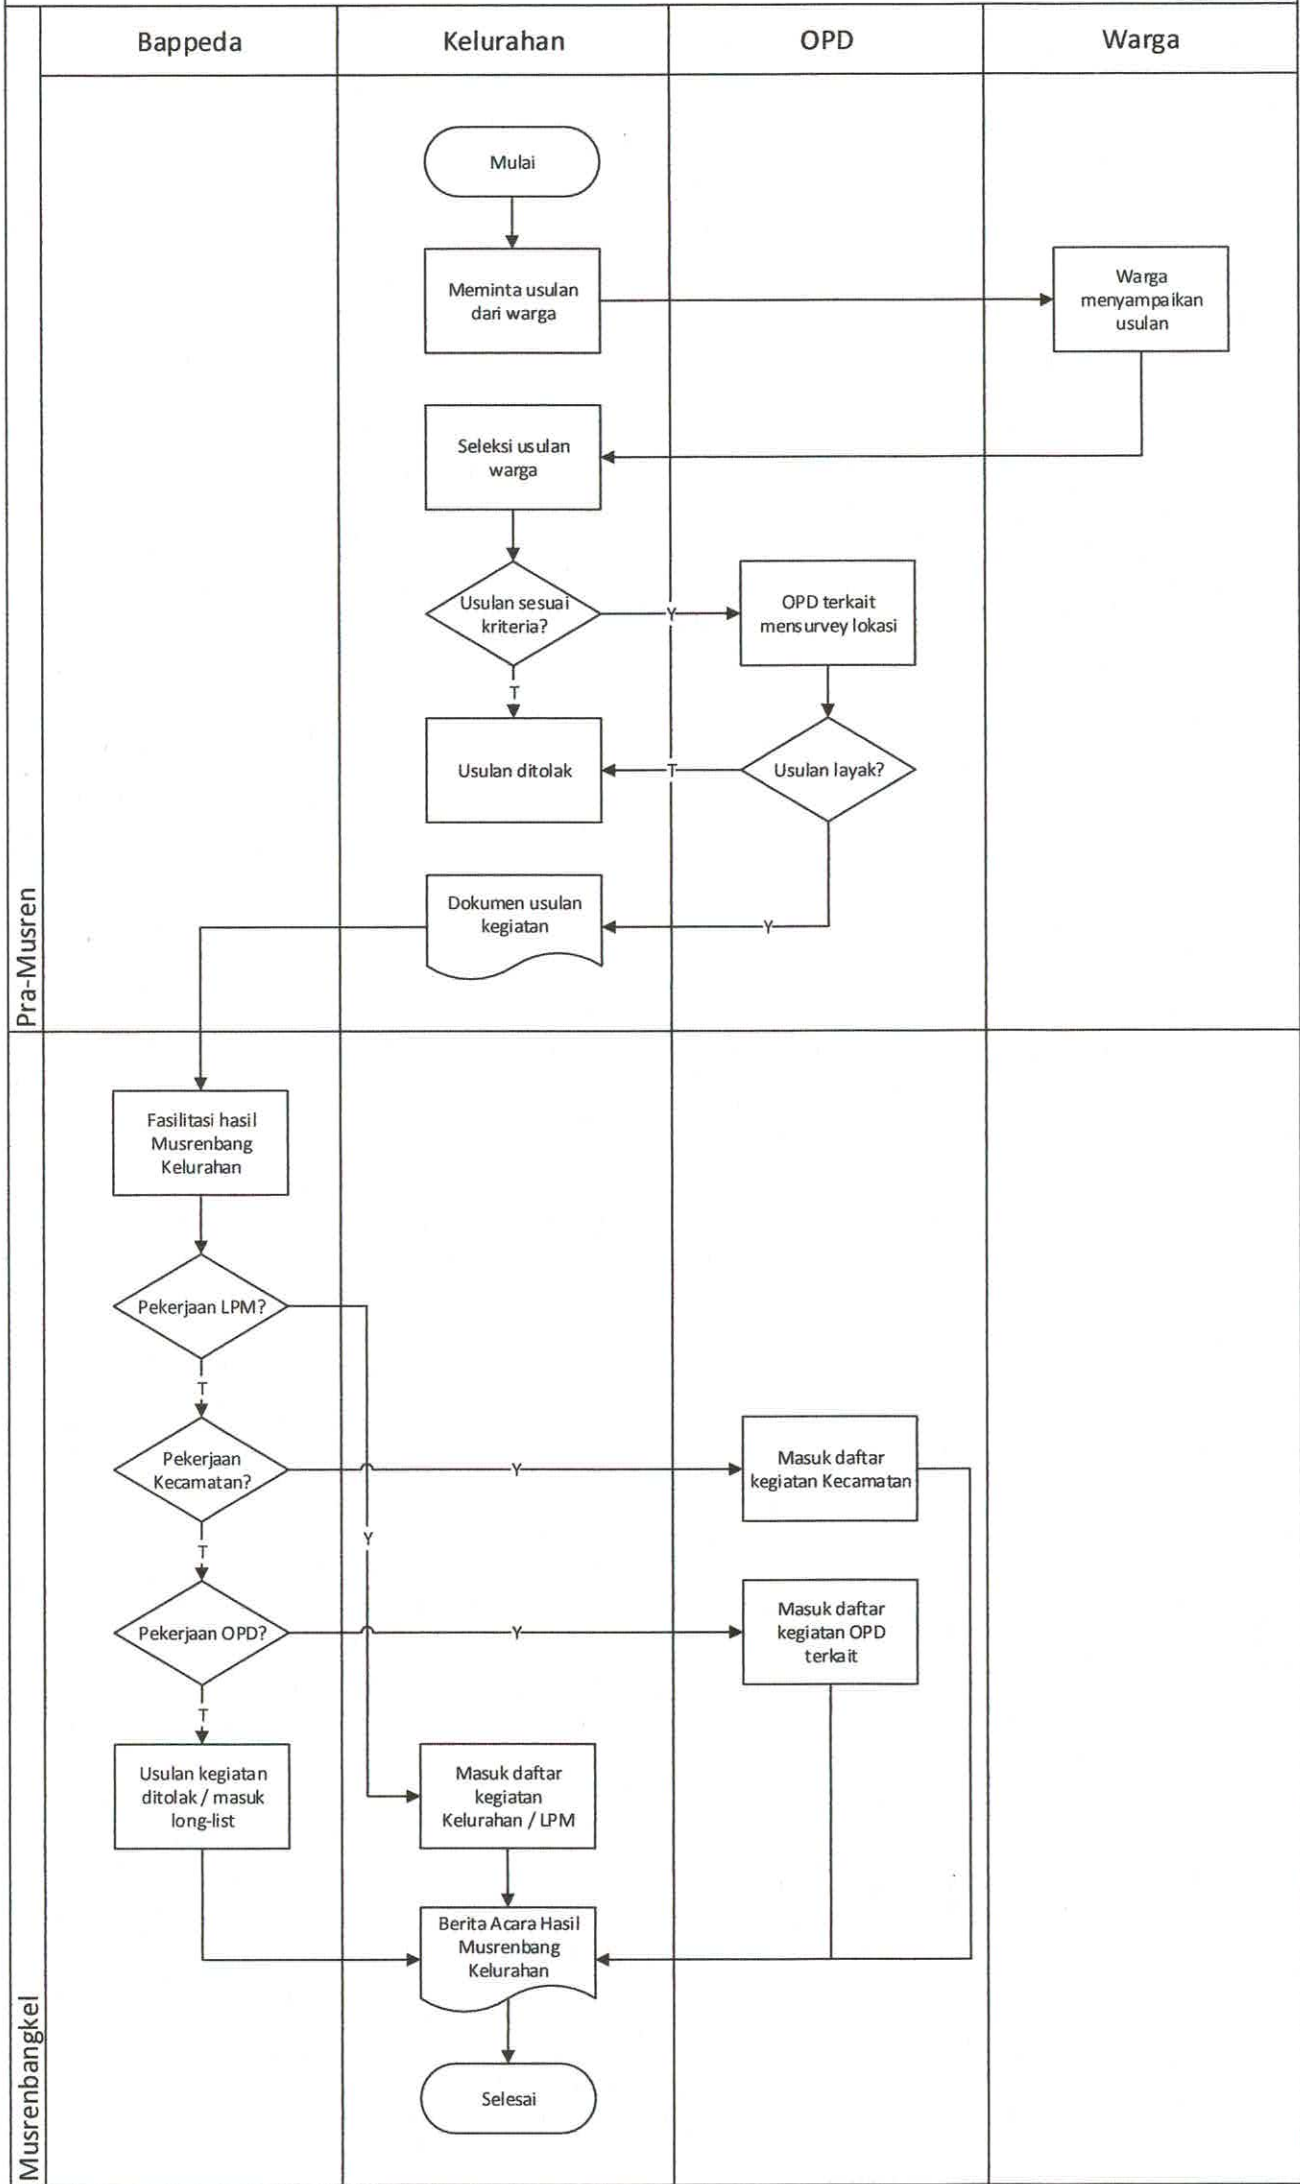 Bappeda
Kelurahan
OPD
Warga
Pra-Musren
Mulai
Meminta usulan
dari warga
Warga
menyampaikan
usulan
Seleksi usulan
warga
Usulan sesuai
kriteria?
Y
OPD terkait
mensurvey lokasi
T
Usulan ditolak
T
Usulan layak?
Dokumen usulan
kegiatan
Y
Musrenbangkel
Fasilitasi hasil
Musrenbang
Kelurahan
Pekerjaan LPM?
T
Pekerjaan
Kecamatan?
Y
Masuk daftar
kegiatan Kecamatan
Y
T
Pekerjaan OPD?
Y
Masuk daftar
kegiatan OPD
terkait
T
Usulan kegiatan
ditolak / masuk
long-list
Masuk daftar
kegiatan
Kelurahan / LPM
Berita Acara Hasil
Musrenbang
Kelurahan
Selesai